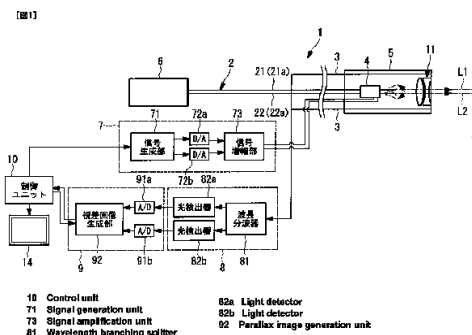 [図1]
1
6
2
21 (21a)
3
4
5
11
L1
L2
22 (22a)
3
7
71
72a
73
信号
生成部
D/A
D/A
信号
増幅部
72b
10
制御
ユニット
14
91a
82a
視差画像
生成部
92
A/D
A/D
光検出器
光検出器
波長
分波器
81
9
91b
82b
8
10 Control unit
71 Signal generation unit
73 Signal amplification unit
81 Wavelength branching splitter
82a Light detector
82b Light detector
92 Parallax image generation unit